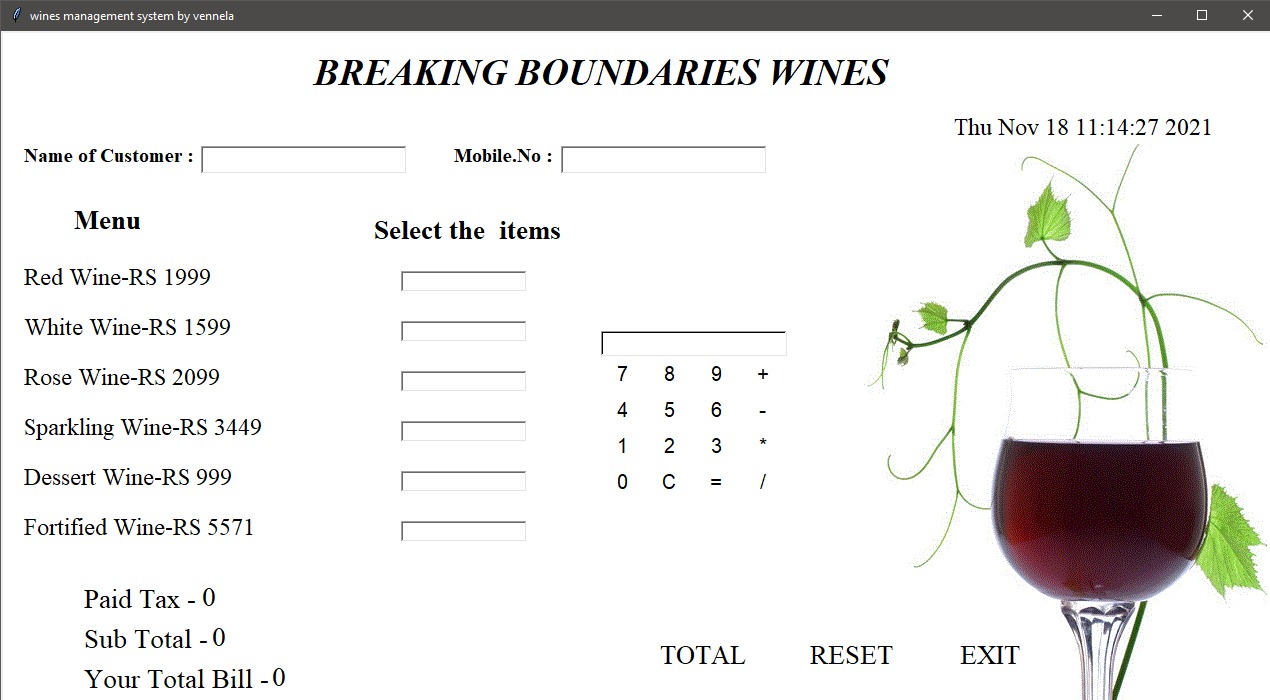 wines management system by vennela
BREAKING BOUNDARIES WINES
Thu Nov 18 11:14:27 2021
Name of Customer : Mobile.No :
Menu
Select the  items
Red Wine-RS 1999
White Wine-RS 1599
Rose Wine-RS 2099
Sparkling Wine-RS 3449
Dessert Wine-RS 999
Fortified Wine-RS 5571
7 8 9 +
4 5 6 -
1 2 3 *
0 C = /
Paid Tax - 0
Sub Total - 0
Your Total Bill - 0
TOTAL RESET EXIT